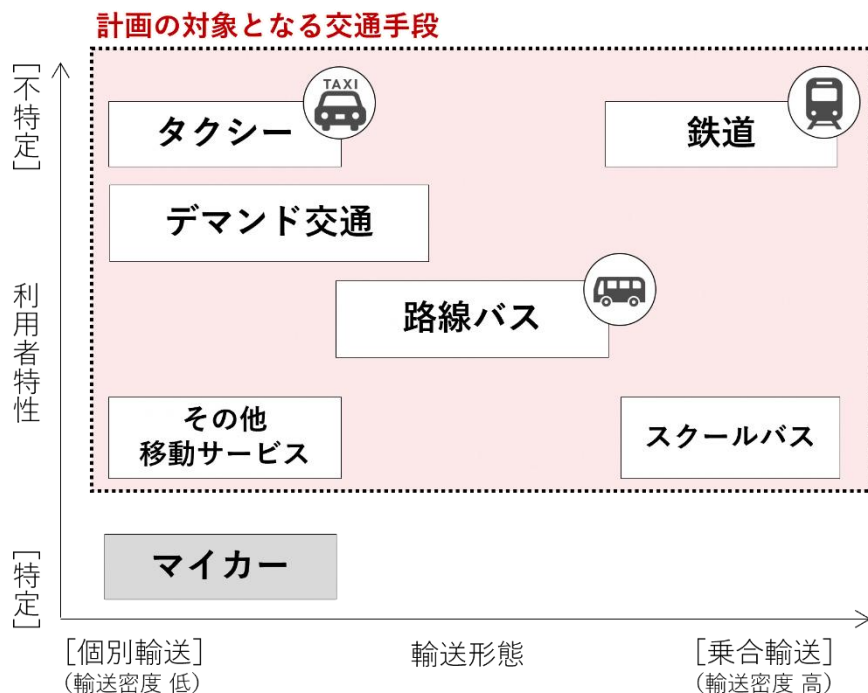 計画の対象となる交通手段
[不特定]
TAXI
タクシー
鉄道
デマンド交通
路線バス
利用者特性
その他
移動サービス
スクールバス
マイカー
[特定]
[個別輸送]
(輸送密度 低)
輸送形態
[乗合輸送]
(輸送密度 高)